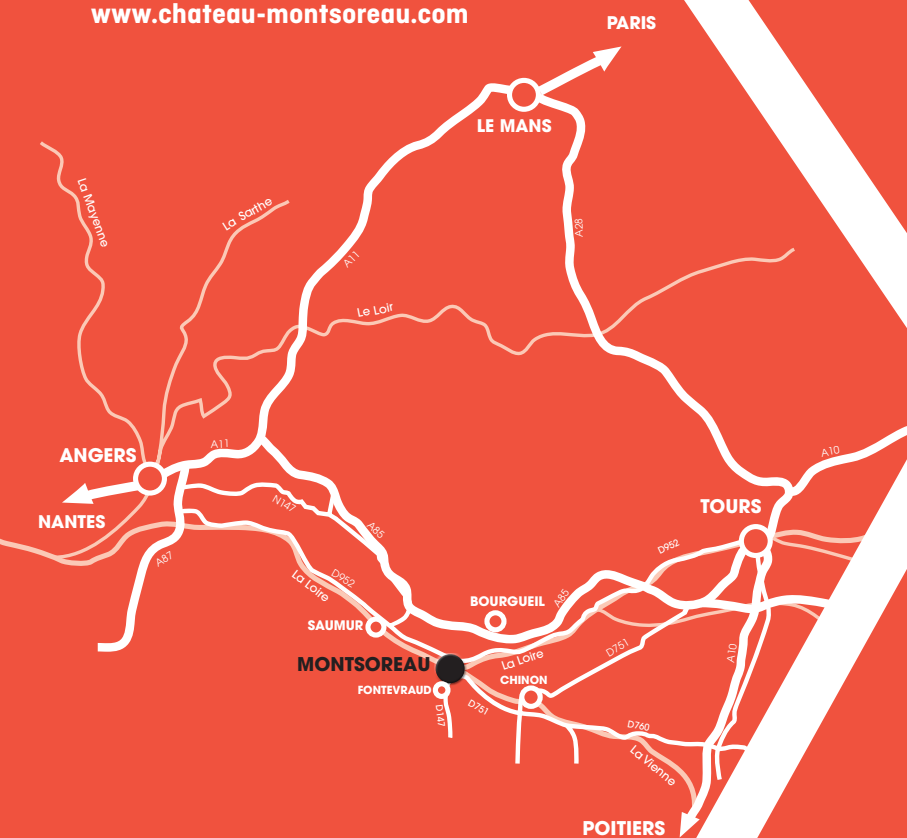 www.chateau-montsoreau.com
PARIS
LE MANS
La Mayenne
La Sarthe
A28
A11
Le Loir
A11
ANGERS
A10
N147
TOURS
NANTES
A85
D952
A87
D952
La Loire
A85
BOURGUEIL
SAUMUR
D751
A10
La Loire
MONTSOREAU
CHINON
FONTEVRAUD
D147
D751
D760
La Vienne
POITIERS